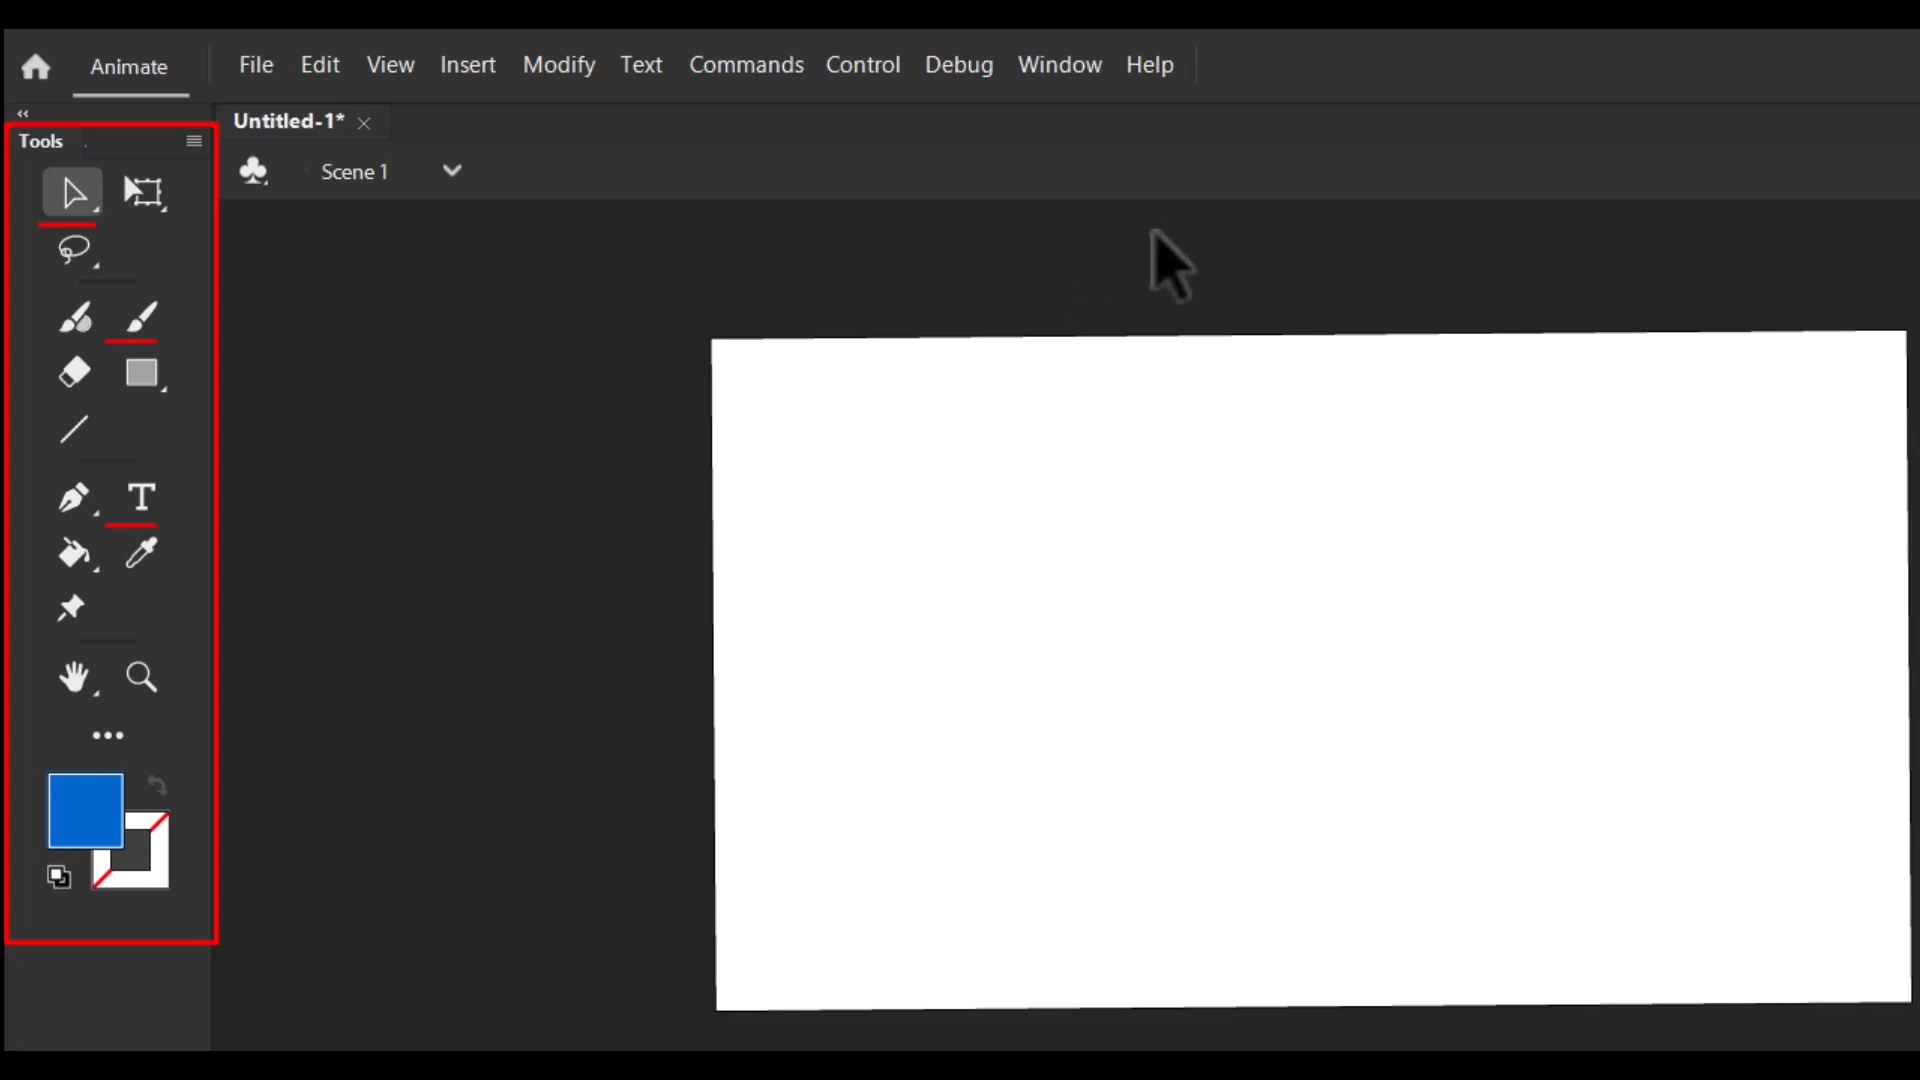 Animate File Edit View Insert Modify Text Commands Control Debug Window Help
Untitled-1*
Tools
Scene 1
T